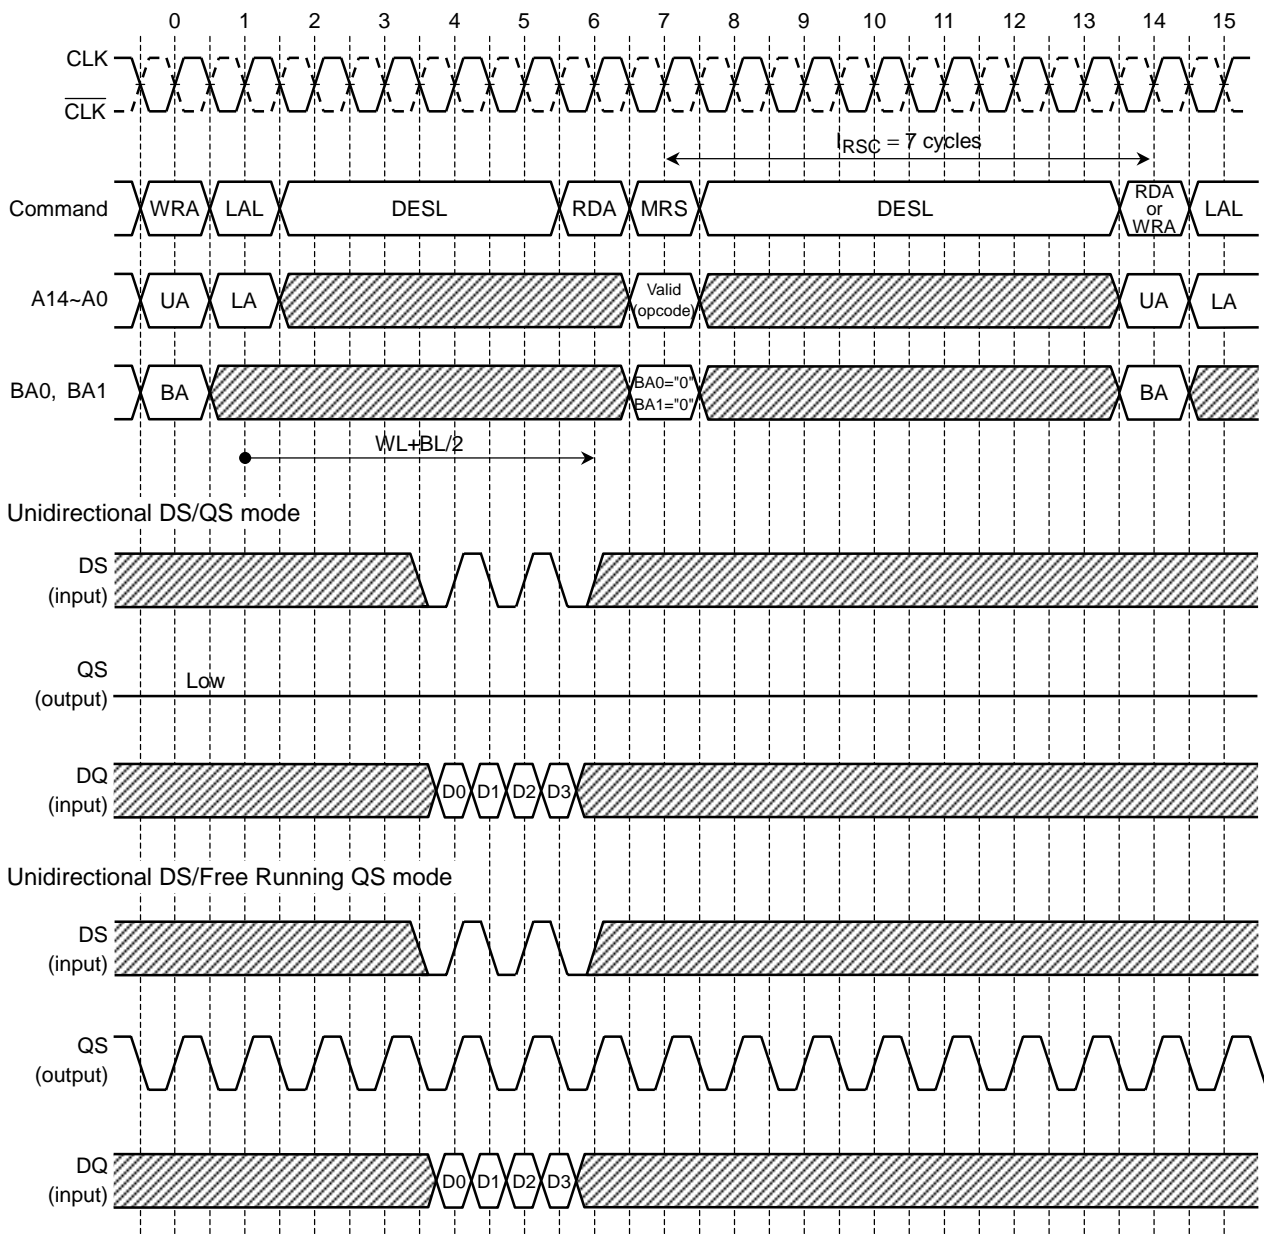 0 1 2 3 4 5 6 7 8 9 10 11 12 13 14 15
CLK
CLK
IRSC = 7 cycles
Command WRA LAL DESL RDA MRS DESL RDA or WRA LAL
A14~A0 UA LA Valid (opcode) UA LA
BA0, BA1 BA BA0="0" BA1="0" BA
WL+BL/2
Unidirectional DS/QS mode
DS
(input)
QS
Low
(output)
DQ
(input)
D0 D1 D2 D3
Unidirectional DS/Free Running QS mode
DS
(input)
QS
(output)
DQ
(input)
D0 D1 D2 D3